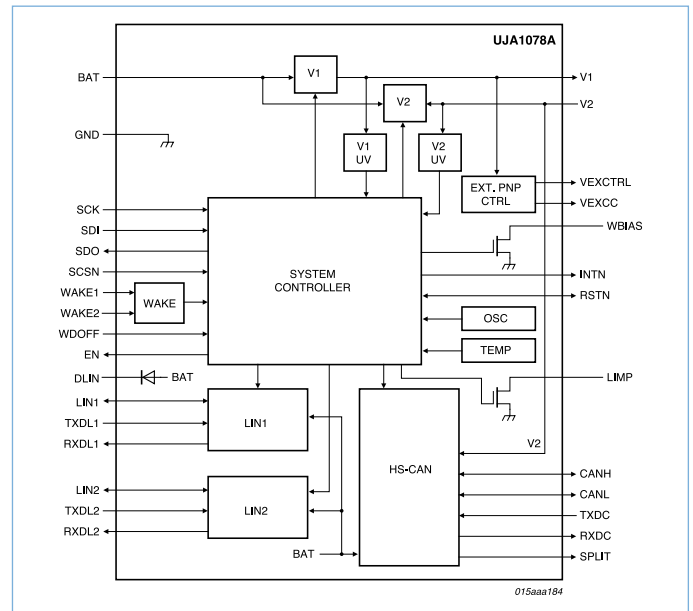 UJA1078A
BAT
V1
V1
V2
V2
GND
V1
UV
V2
UV
EXT. PNP
CTRL
VEXCTRL
VEXCC
SCK
SDI
SDO
SCSN
WAKE1
WAKE2
WAKE
WDOFF
EN
SYSTEM
CONTROLLER
WBIAS
INTN
RSTN
OSC
TEMP
DLIN
BAT
LIMP
LIN1
TXDL1
RXDL1
LIN1
HS-CAN
V2
CANH
CANL
TXDC
RXDC
SPLIT
LIN2
TXDL2
RXDL2
LIN2
BAT
015aaa184